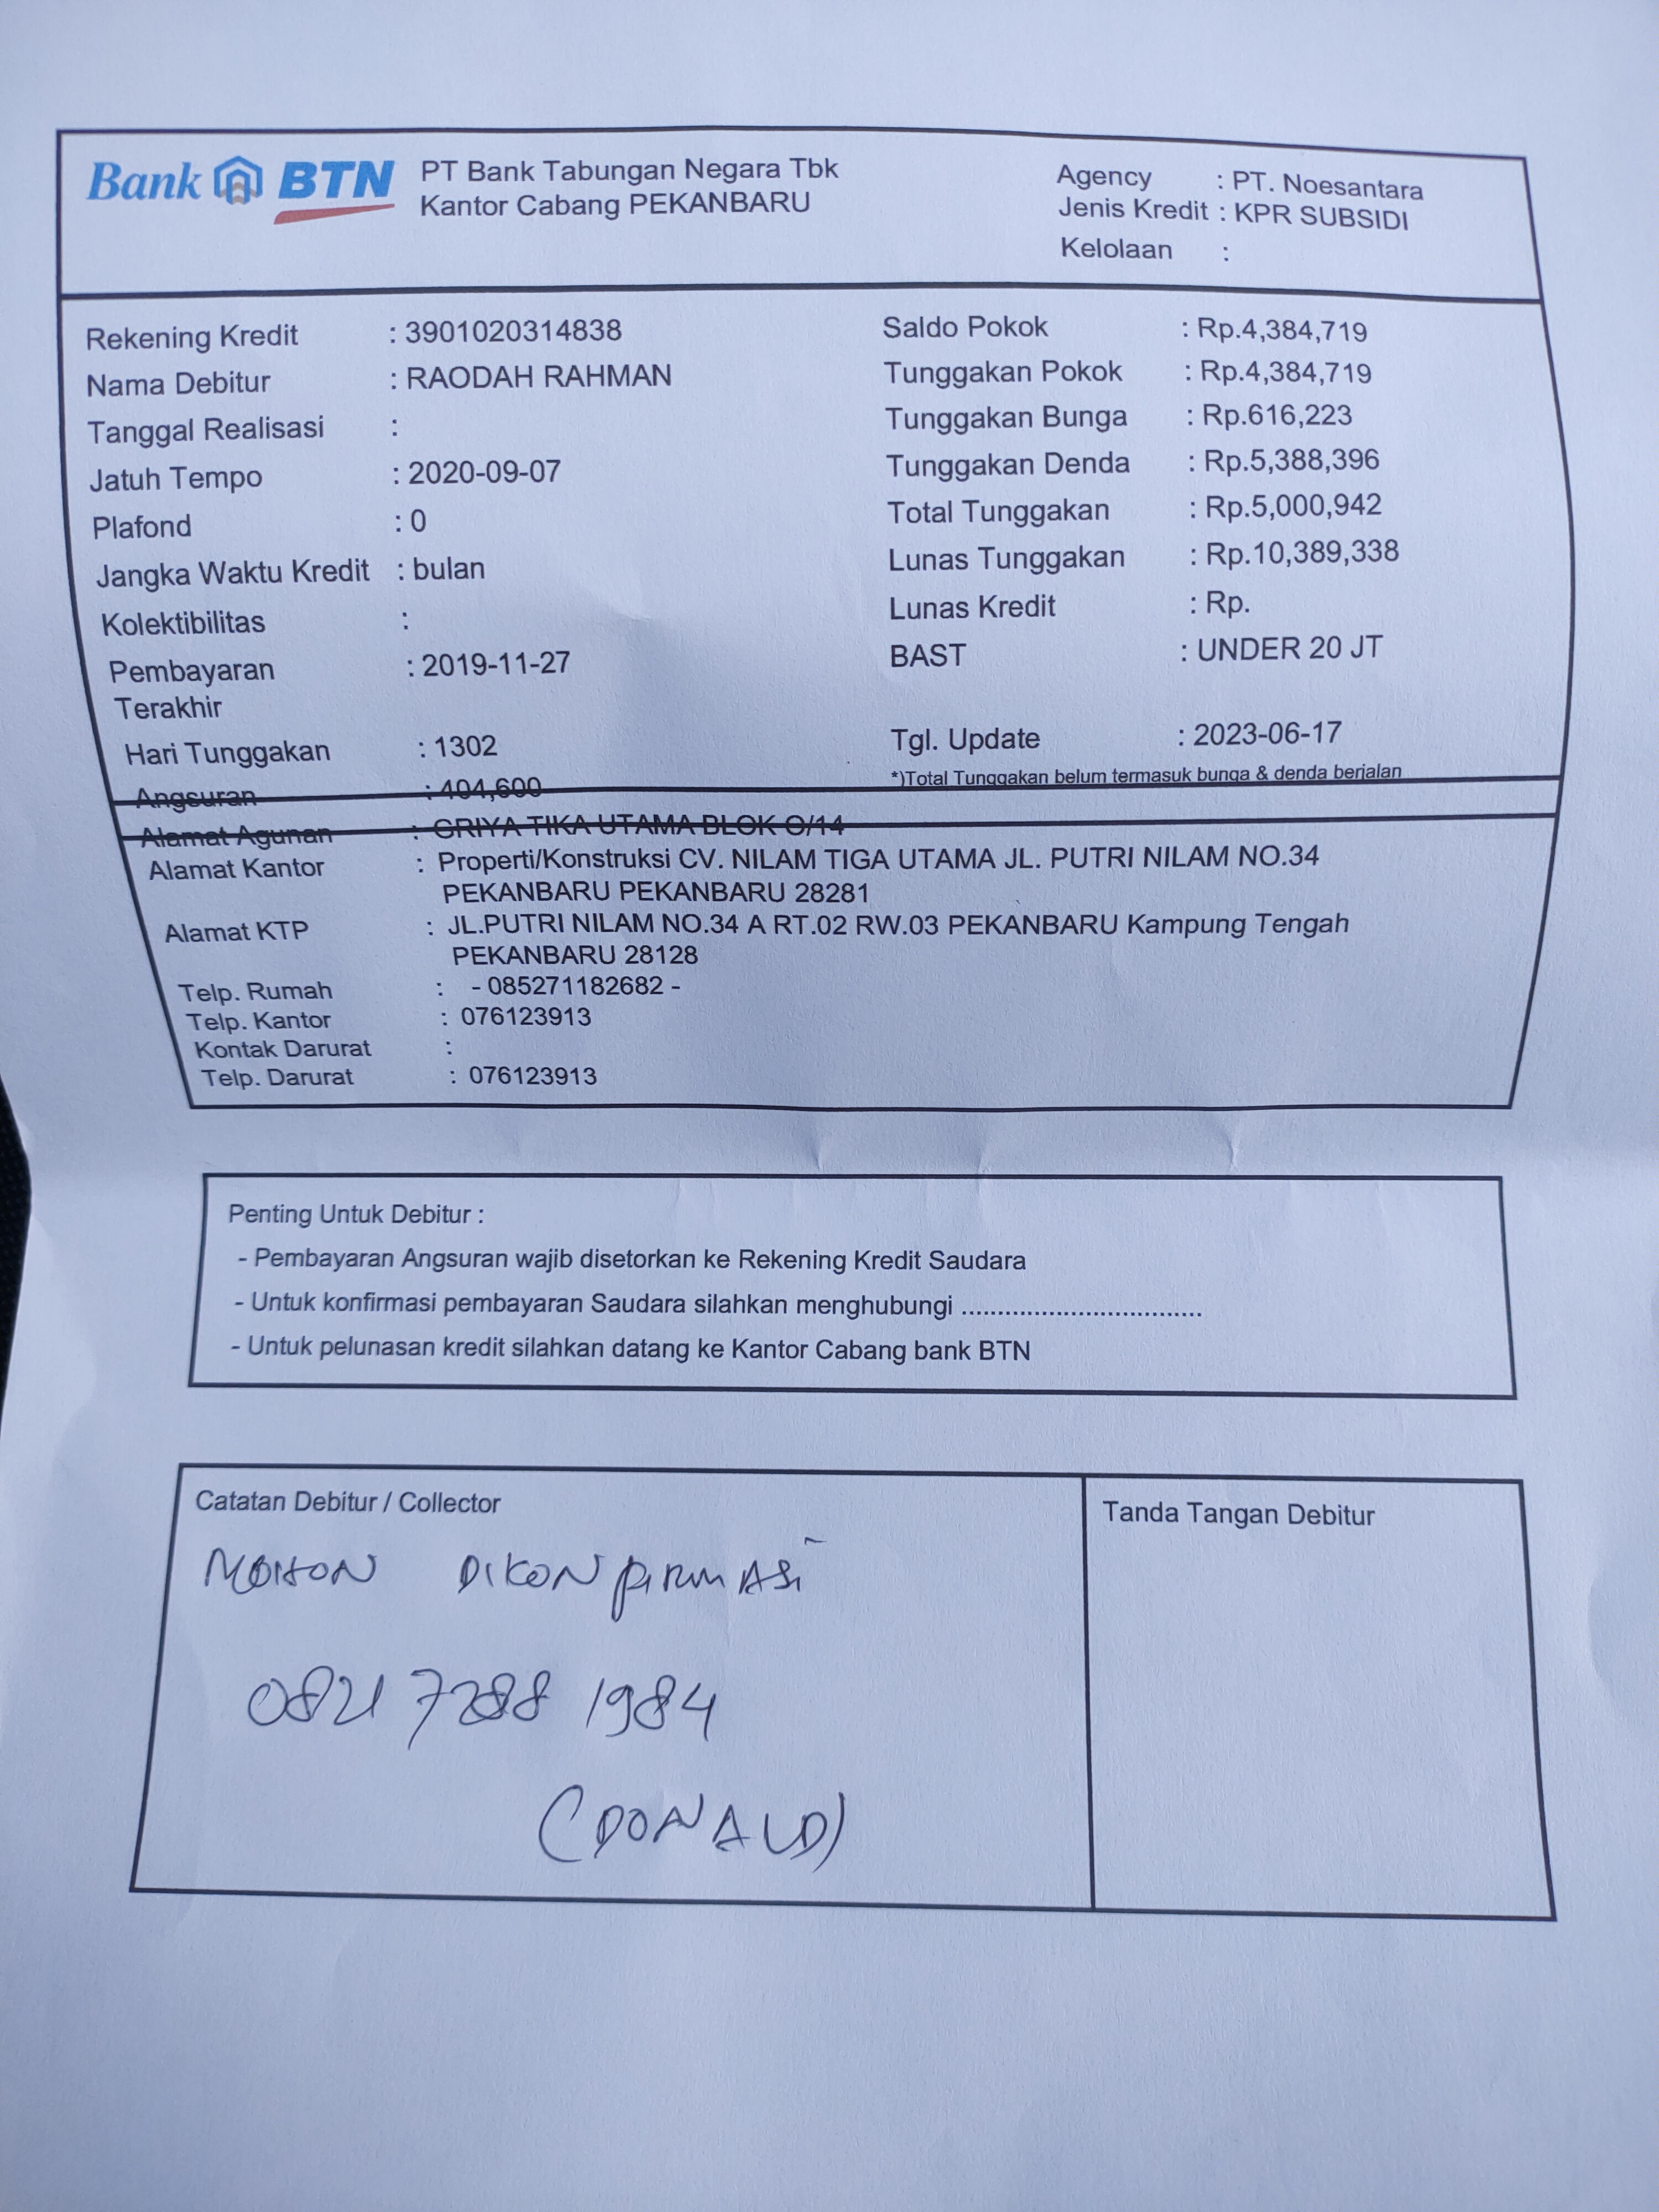 Bank BTN PT Bank Tabungan Negara Tbk
Kantor Cabang PEKANBARU
Agency : PT. Noesantara
Jenis Kredit : KPR SUBSIDI
Kelolaan :
Rekening Kredit : 3901020314838
Nama Debitur : RAODAH RAHMAN
Tanggal Realisasi :
Jatuh Tempo : 2020-09-07
Plafond : 0
Jangka Waktu Kredit : bulan
Kolektibilitas :
Pembayaran : 2019-11-27
Terakhir
Hari Tunggakan : 1302
Angsuran : 404,600
Saldo Pokok : Rp.4,384,719
Tunggakan Pokok : Rp.4,384,719
Tunggakan Bunga : Rp.616,223
Tunggakan Denda : Rp.5,388,396
Total Tunggakan : Rp.5,000,942
Lunas Tunggakan : Rp.10,389,338
Lunas Kredit : Rp.
BAST : UNDER 20 JT
Tgl. Update : 2023-06-17
*)Total Tunggakan belum termasuk bunga & denda berjalan
Alamat Agunan : GRIYA TIKA UTAMA BLOK O/14
Alamat Kantor : Properti/Konstruksi CV. NILAM TIGA UTAMA JL. PUTRI NILAM NO.34
PEKANBARU PEKANBARU 28281
Alamat KTP : JL.PUTRI NILAM NO.34 A RT.02 RW.03 PEKANBARU Kampung Tengah
PEKANBARU 28128
Telp. Rumah : - 085271182682 -
Telp. Kantor : 076123913
Kontak Darurat :
Telp. Darurat : 076123913
Penting Untuk Debitur :
- Pembayaran Angsuran wajib disetorkan ke Rekening Kredit Saudara
- Untuk konfirmasi pembayaran Saudara silahkan menghubungi .................................
- Untuk pelunasan kredit silahkan datang ke Kantor Cabang bank BTN
Catatan Debitur / Collector
MOHON DIKONFIRMASI
0821 7288 1984
(DONALD)
Tanda Tangan Debitur